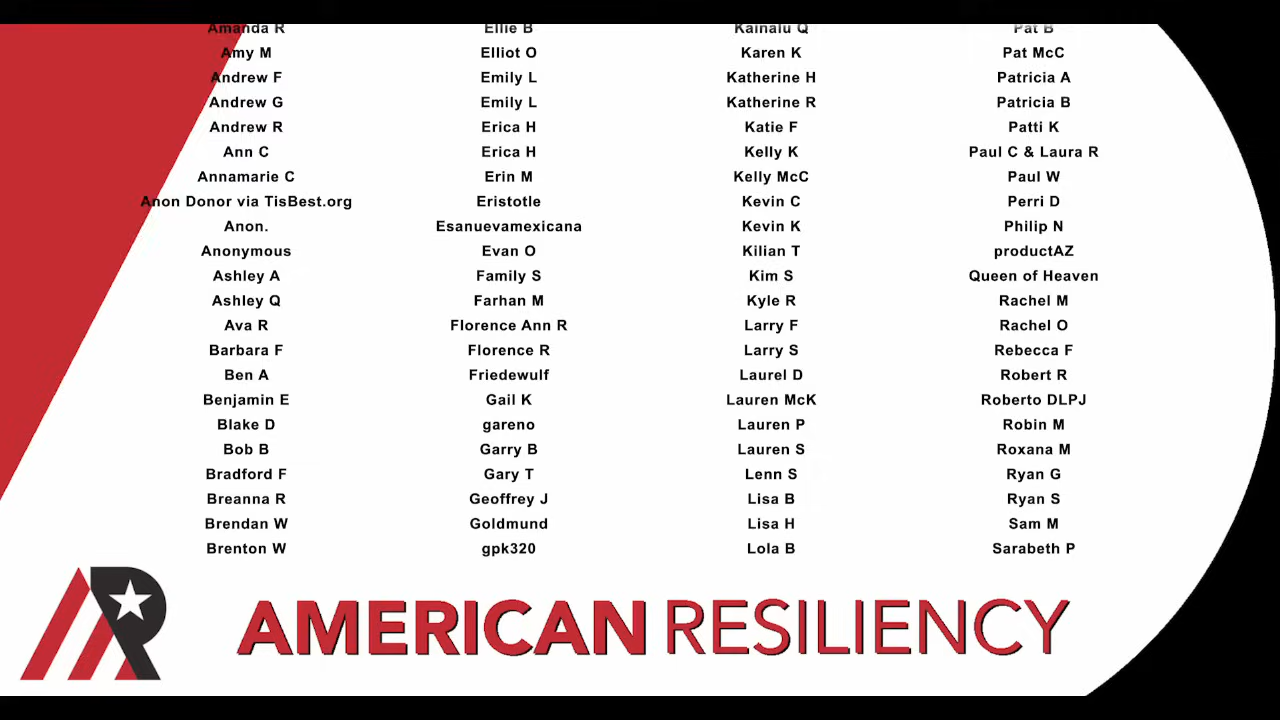 Amanda R
Amy M
Andrew F
Andrew G
Andrew R
Ann C
Annamarie C
Anon Donor via TisBest.org
Anon.
Anonymous
Ashley A
Ashley Q
Ava R
Barbara F
Ben A
Benjamin E
Blake D
Bob B
Bradford F
Breanna R
Brendan W
Brenton W
Ellie B
Elliot O
Emily L
Emily L
Erica H
Erica H
Erin M
Eristotle
Esanuevamexicana
Evan O
Family S
Farhan M
Florence Ann R
Florence R
Friedewulf
Gail K
gareno
Garry B
Gary T
Geoffrey J
Goldmund
gpk320
Kainalu Q
Karen K
Katherine H
Katherine R
Katie F
Kelly K
Kelly McC
Kevin C
Kevin K
Kilian T
Kim S
Kyle R
Larry F
Larry S
Laurel D
Lauren McK
Lauren P
Lauren S
Lenn S
Lisa B
Lisa H
Lola B
Pat B
Pat McC
Patricia A
Patricia B
Patti K
Paul C & Laura R
Paul W
Perri D
Philip N
productAZ
Queen of Heaven
Rachel M
Rachel O
Rebecca F
Robert R
Roberto DLPJ
Robin M
Roxana M
Ryan G
Ryan S
Sam M
Sarabeth P
AMERICAN RESILIENCY